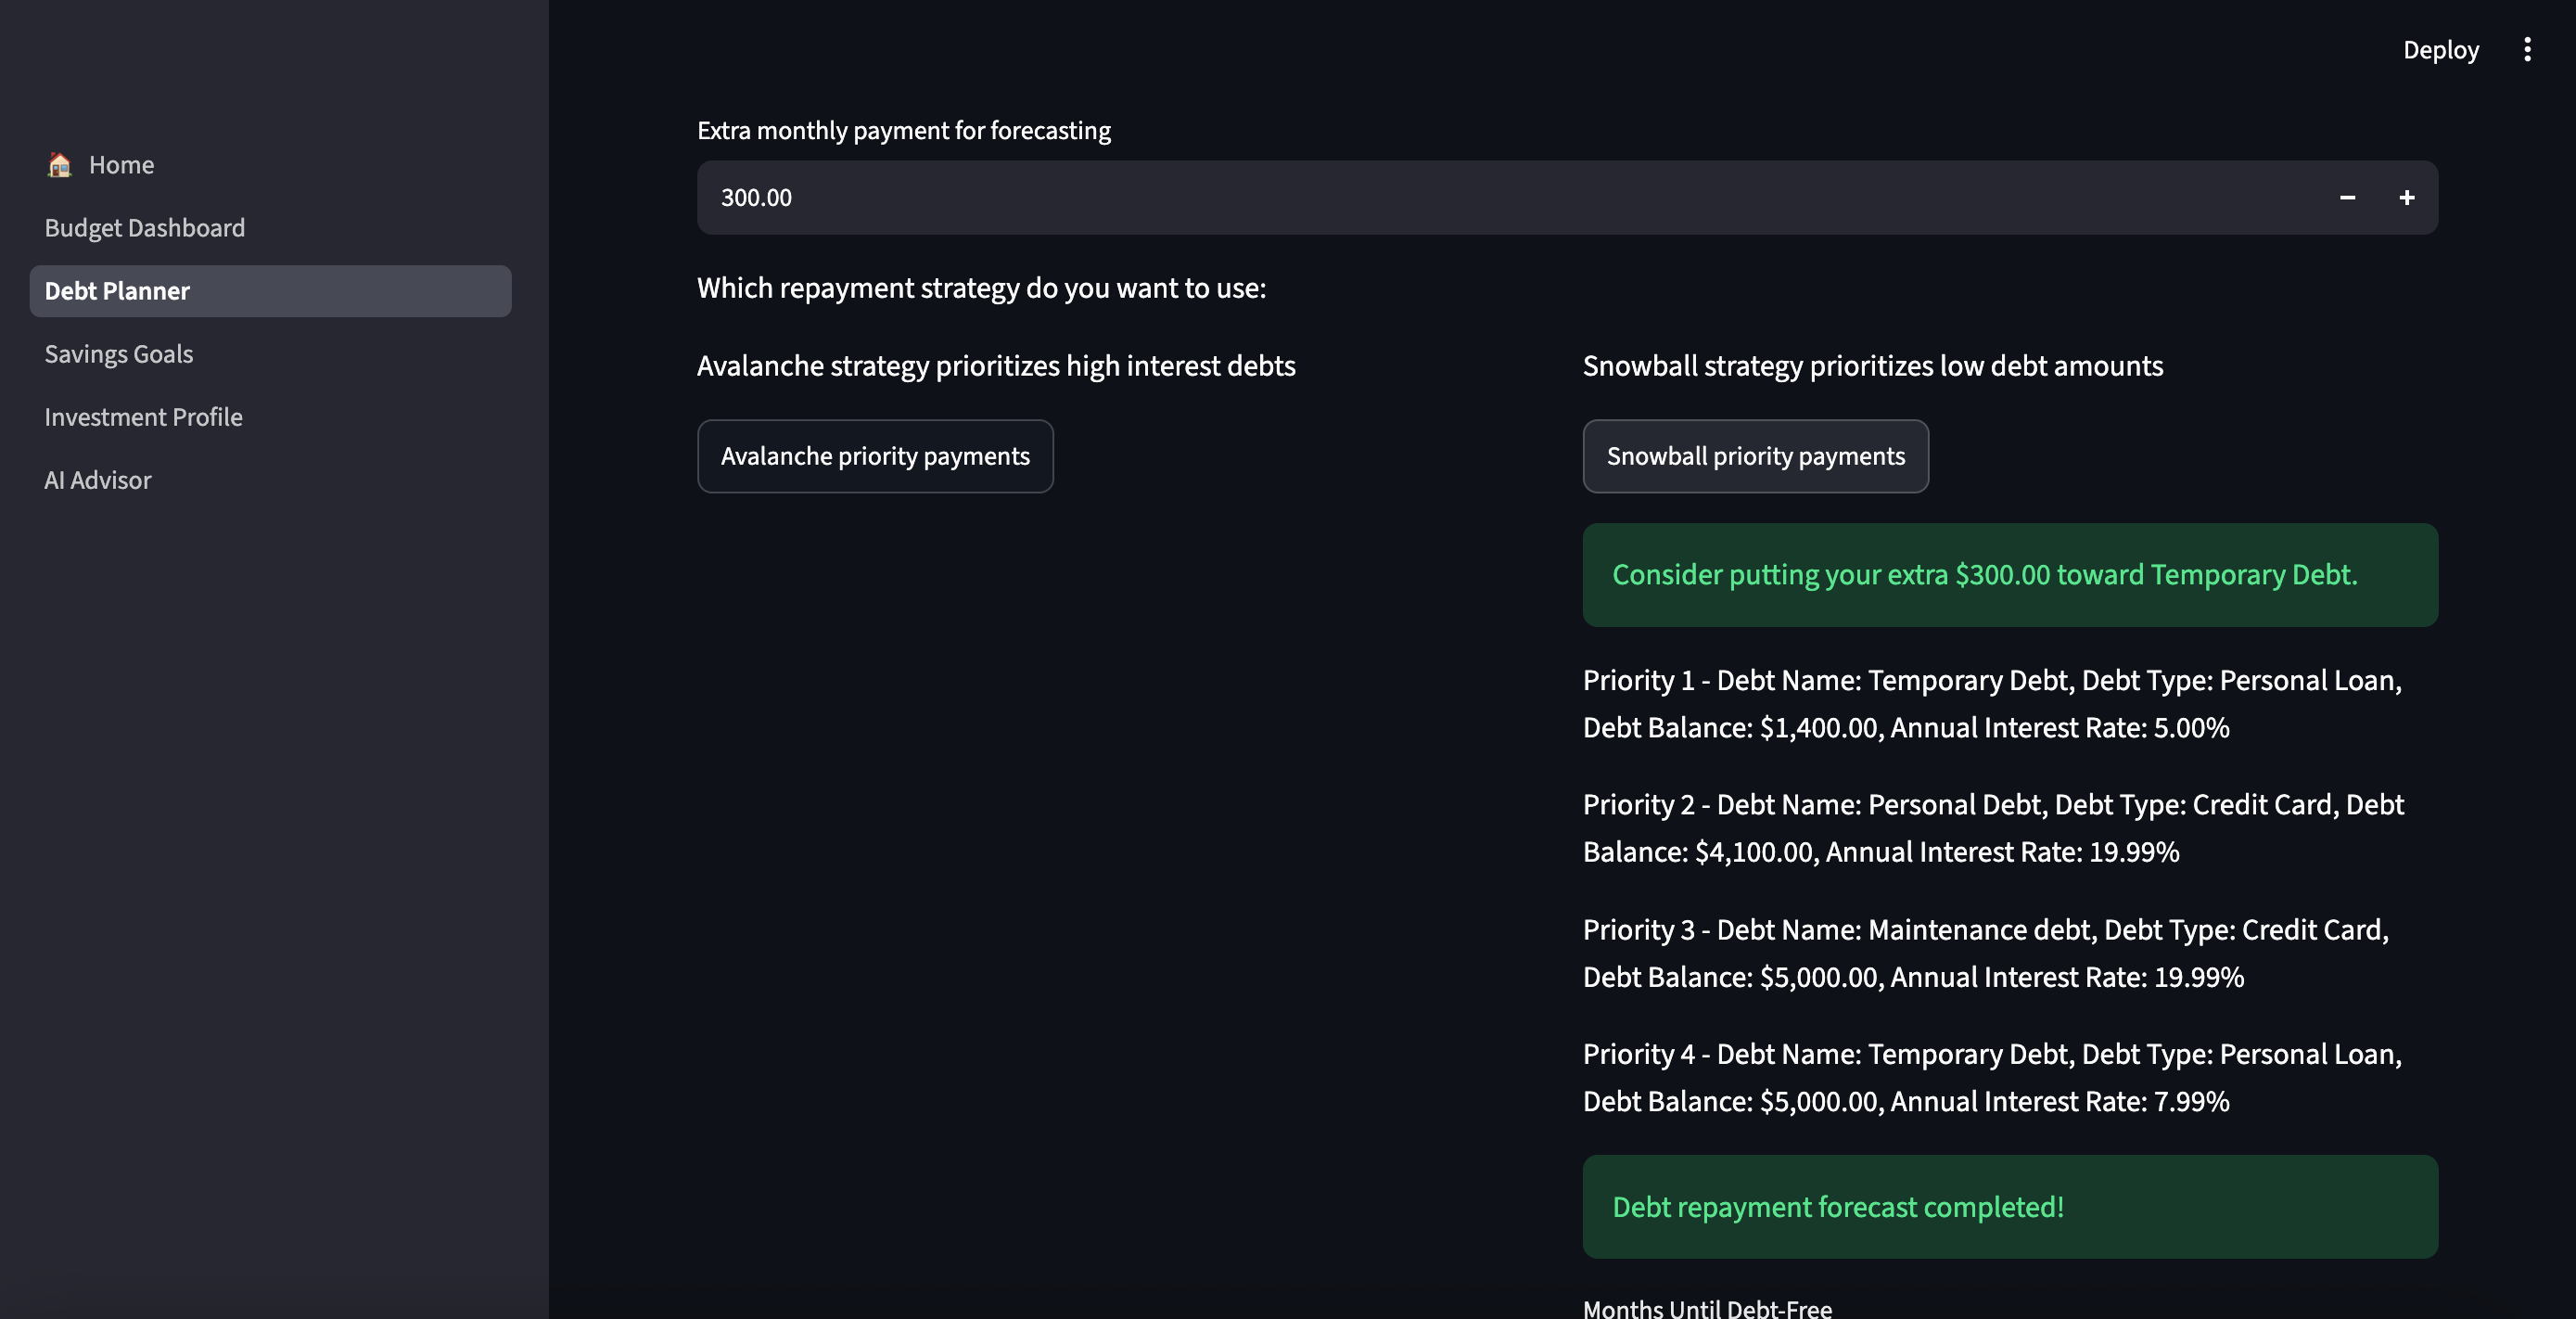 Deploy
Home
Budget Dashboard
Debt Planner
Savings Goals
Investment Profile
AI Advisor
Extra monthly payment for forecasting
300.00
Which repayment strategy do you want to use:
Avalanche strategy prioritizes high interest debts
Avalanche priority payments
Snowball strategy prioritizes low debt amounts
Snowball priority payments
Consider putting your extra $300.00 toward Temporary Debt.
Priority 1 - Debt Name: Temporary Debt, Debt Type: Personal Loan,
Debt Balance: $1,400.00, Annual Interest Rate: 5.00%
Priority 2 - Debt Name: Personal Debt, Debt Type: Credit Card, Debt
Balance: $4,100.00, Annual Interest Rate: 19.99%
Priority 3 - Debt Name: Maintenance debt, Debt Type: Credit Card,
Debt Balance: $5,000.00, Annual Interest Rate: 19.99%
Priority 4 - Debt Name: Temporary Debt, Debt Type: Personal Loan,
Debt Balance: $5,000.00, Annual Interest Rate: 7.99%
Debt repayment forecast completed!
Months Until Debt-Free